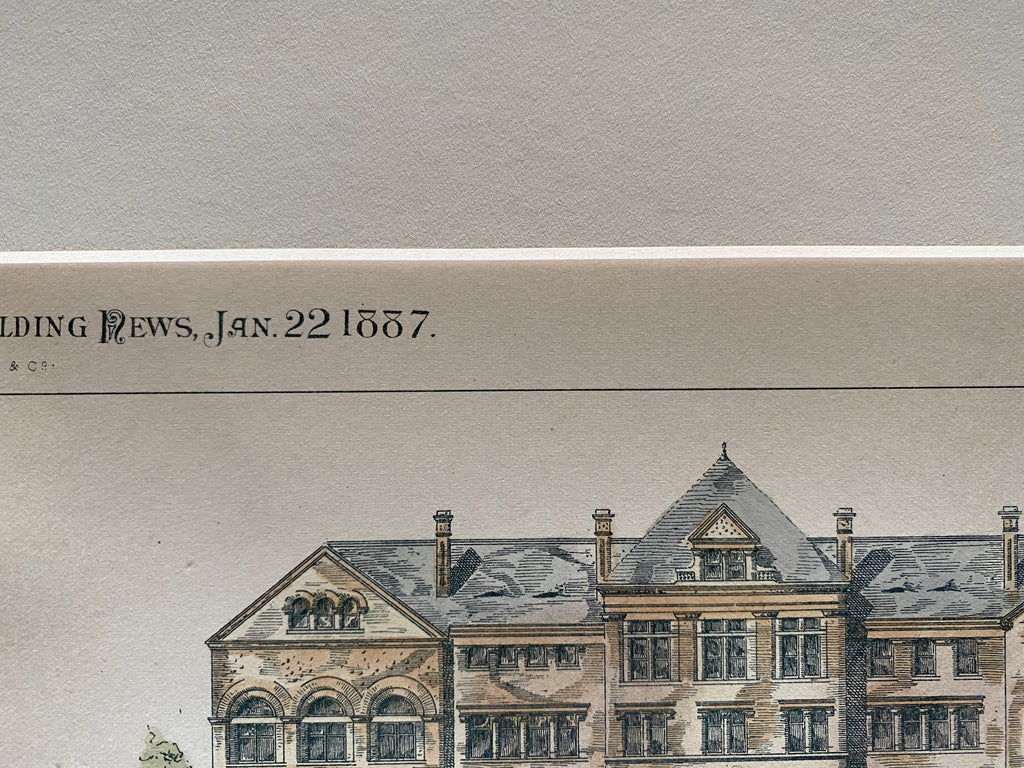 LDING NEWS, JAN. 22 1887.
& Co.